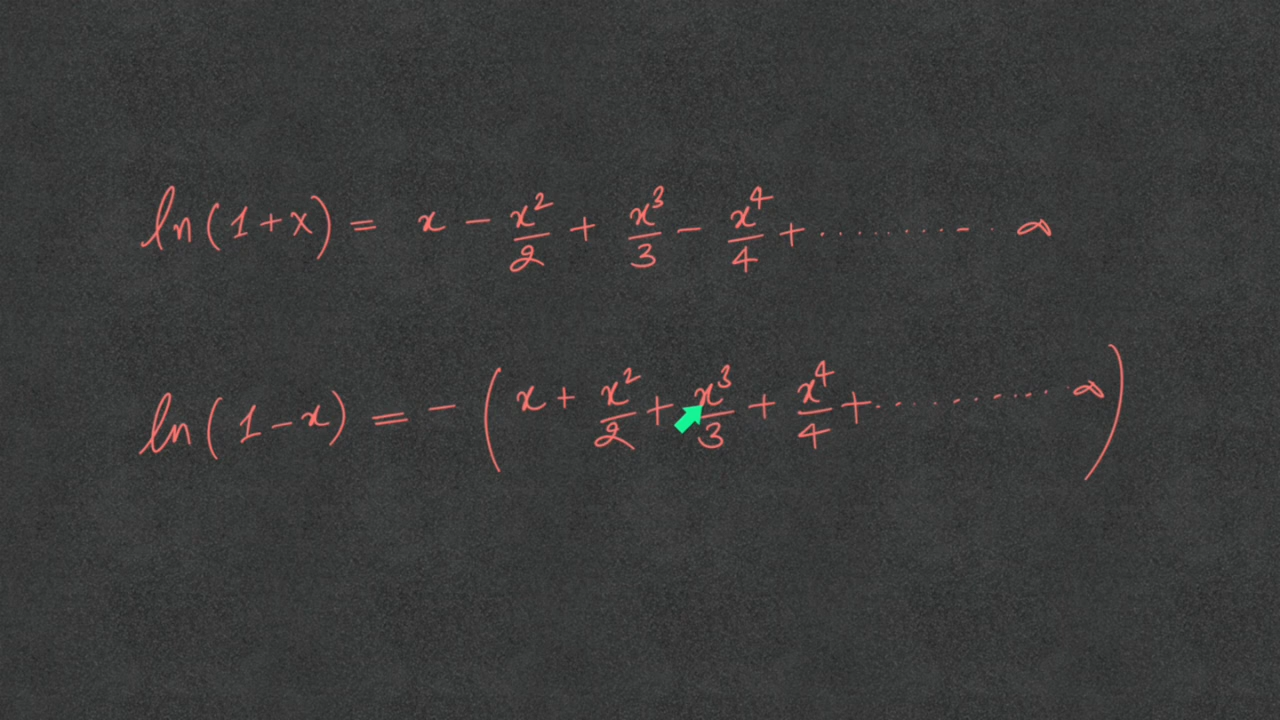 ln(1+x) = x - x²/2 + x³/3 - x⁴/4 + .......... ∞
ln(1-x) = -(x + x²/2 + x³/3 + x⁴/4 + .......... ∞)